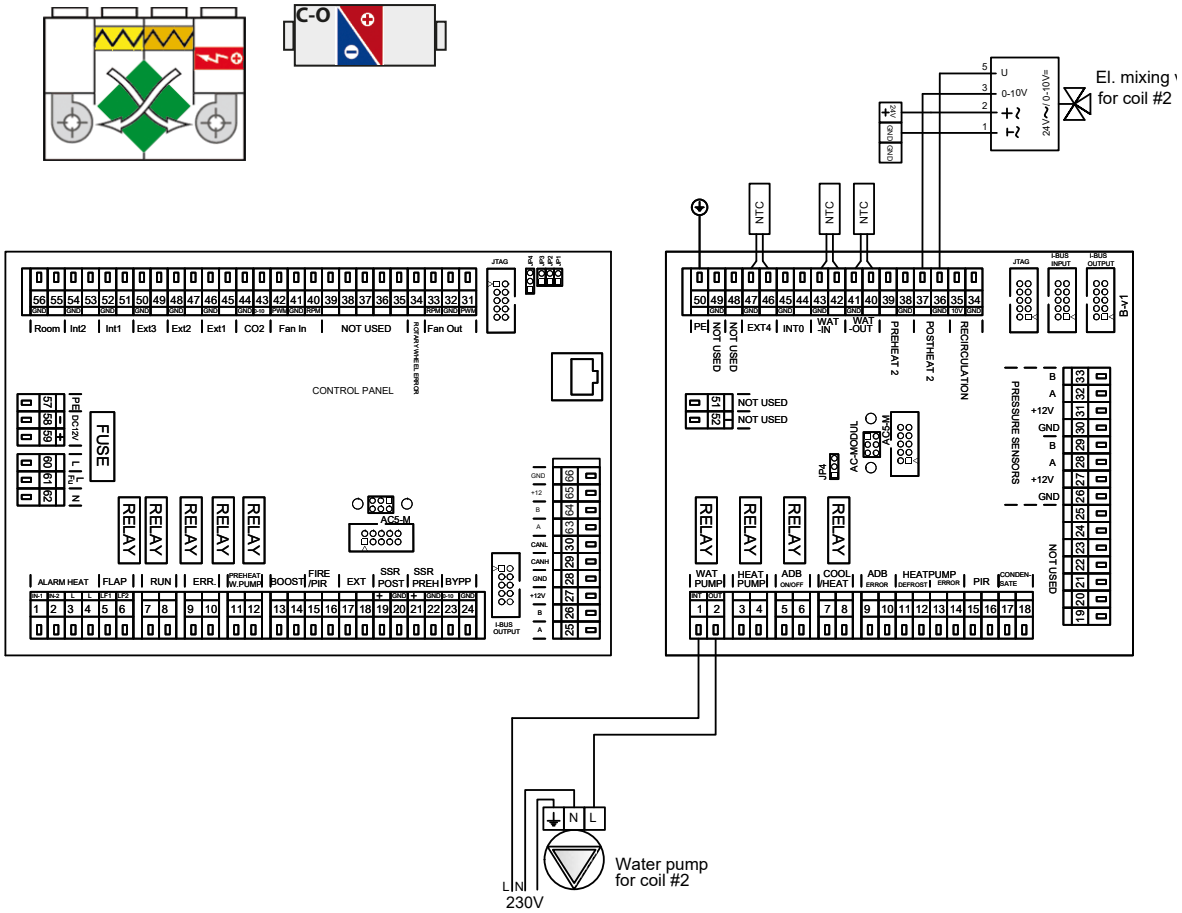 C-O
5 U
3 0-10V
2 + ~
1 ⊢ ~
24V ~/0-10V=
El. mixing v
for coil #2
+ 24V
GND
GND
NTC
NTC
NTC
JTAG
JP4 JP3 JP2 JP1
56 55 54 53 52 51 50 49 48 47 46 45 44 43 42 41 40 39 38 37 36 35 34 33 32 31
GND GND GND GND GND GND GND 0-10 PWM GND RPM RPM GND PWM
Room Int2 Int1 Ext3 Ext2 Ext1 CO2 Fan In NOT USED ROTARY WHEEL ERROR Fan Out
CONTROL PANEL
57 PE
58 - DC12V
59 +
60 L
61 Fu L
62 N
FUSE
RELAY RELAY RELAY RELAY RELAY
AC5-M
ALARM HEAT FLAP RUN ERR. PREHEAT W.PUMP BOOST FIRE /PIR EXT SSR POST SSR PREH BYPP
IN-1 IN-2 L L LF1 LF2 + GND + GND 0-10 GND
1 2 3 4 5 6 7 8 9 10 11 12 13 14 15 16 17 18 19 20 21 22 23 24
I-BUS
OUTPUT
GND 66
+12 65
B 64
A 63
CANL 30
CANH 29
GND 28
+12V 27
B 26
A 25
JTAG
I-BUS
INPUT
I-BUS
OUTPUT
B-v1
50 49 48 47 46 45 44 43 42 41 40 39 38 37 36 35 34
GND GND GND GND GND GND GND 10V GND
PE NOT USED NOT USED EXT4 INT0 WAT -IN WAT -OUT PREHEAT 2 POSTHEAT 2 RECIRCULATION
51 NOT USED
52 NOT USED
AC-MODUL
AC5-M
JP4
PRESSURE SENSORS
B 33
A 32
+12V 31
GND 30
B 29
A 28
+12V 27
GND 26
NOT USED
25
24
23
22
21
20
19
RELAY RELAY RELAY RELAY
WAT PUMP HEAT PUMP ADB ON/OFF COOL /HEAT ADB ERROR HEATPUMP DEFROST ERROR PIR CONDEN- SATE
INT OUT
1 2 3 4 5 6 7 8 9 10 11 12 13 14 15 16 17 18
N L
Water pump
for coil #2
L N
230V